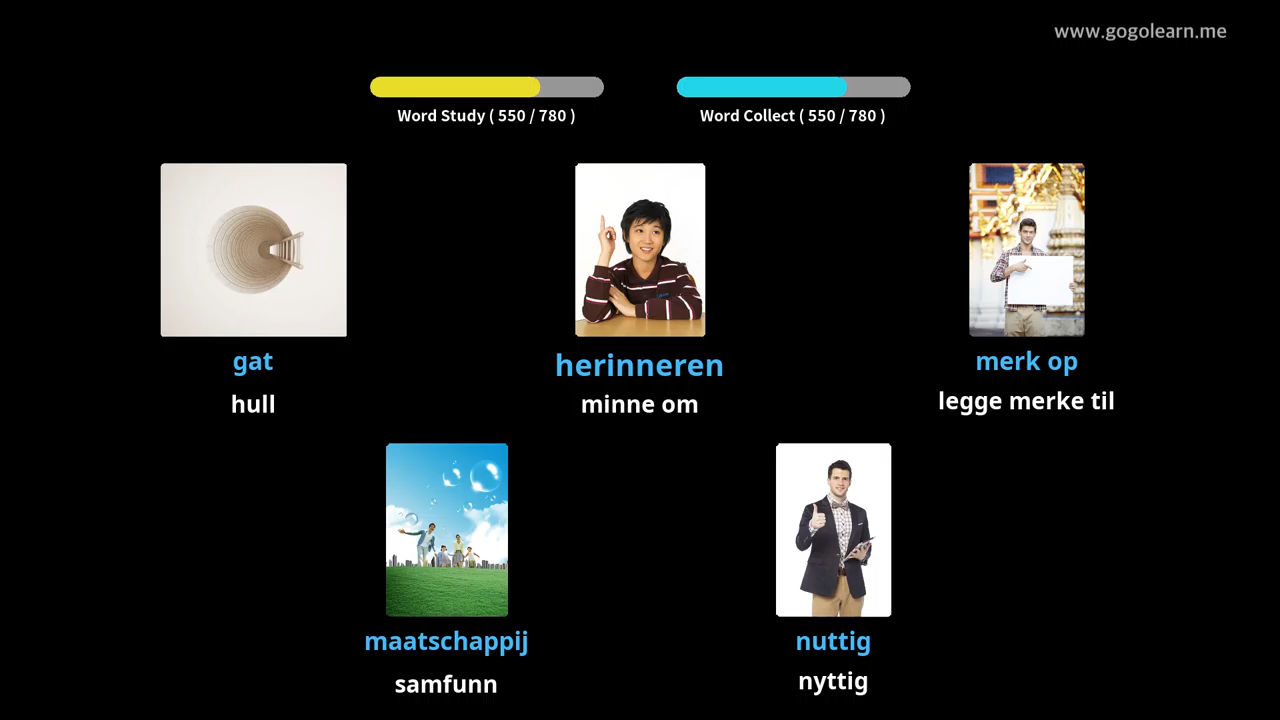 www.gogolearn.me
Word Study ( 550 / 780 )
Word Collect ( 550 / 780 )
gat
hull
herinneren
minne om
merk op
legge merke til
maatschappij
samfunn
nuttig
nyttig